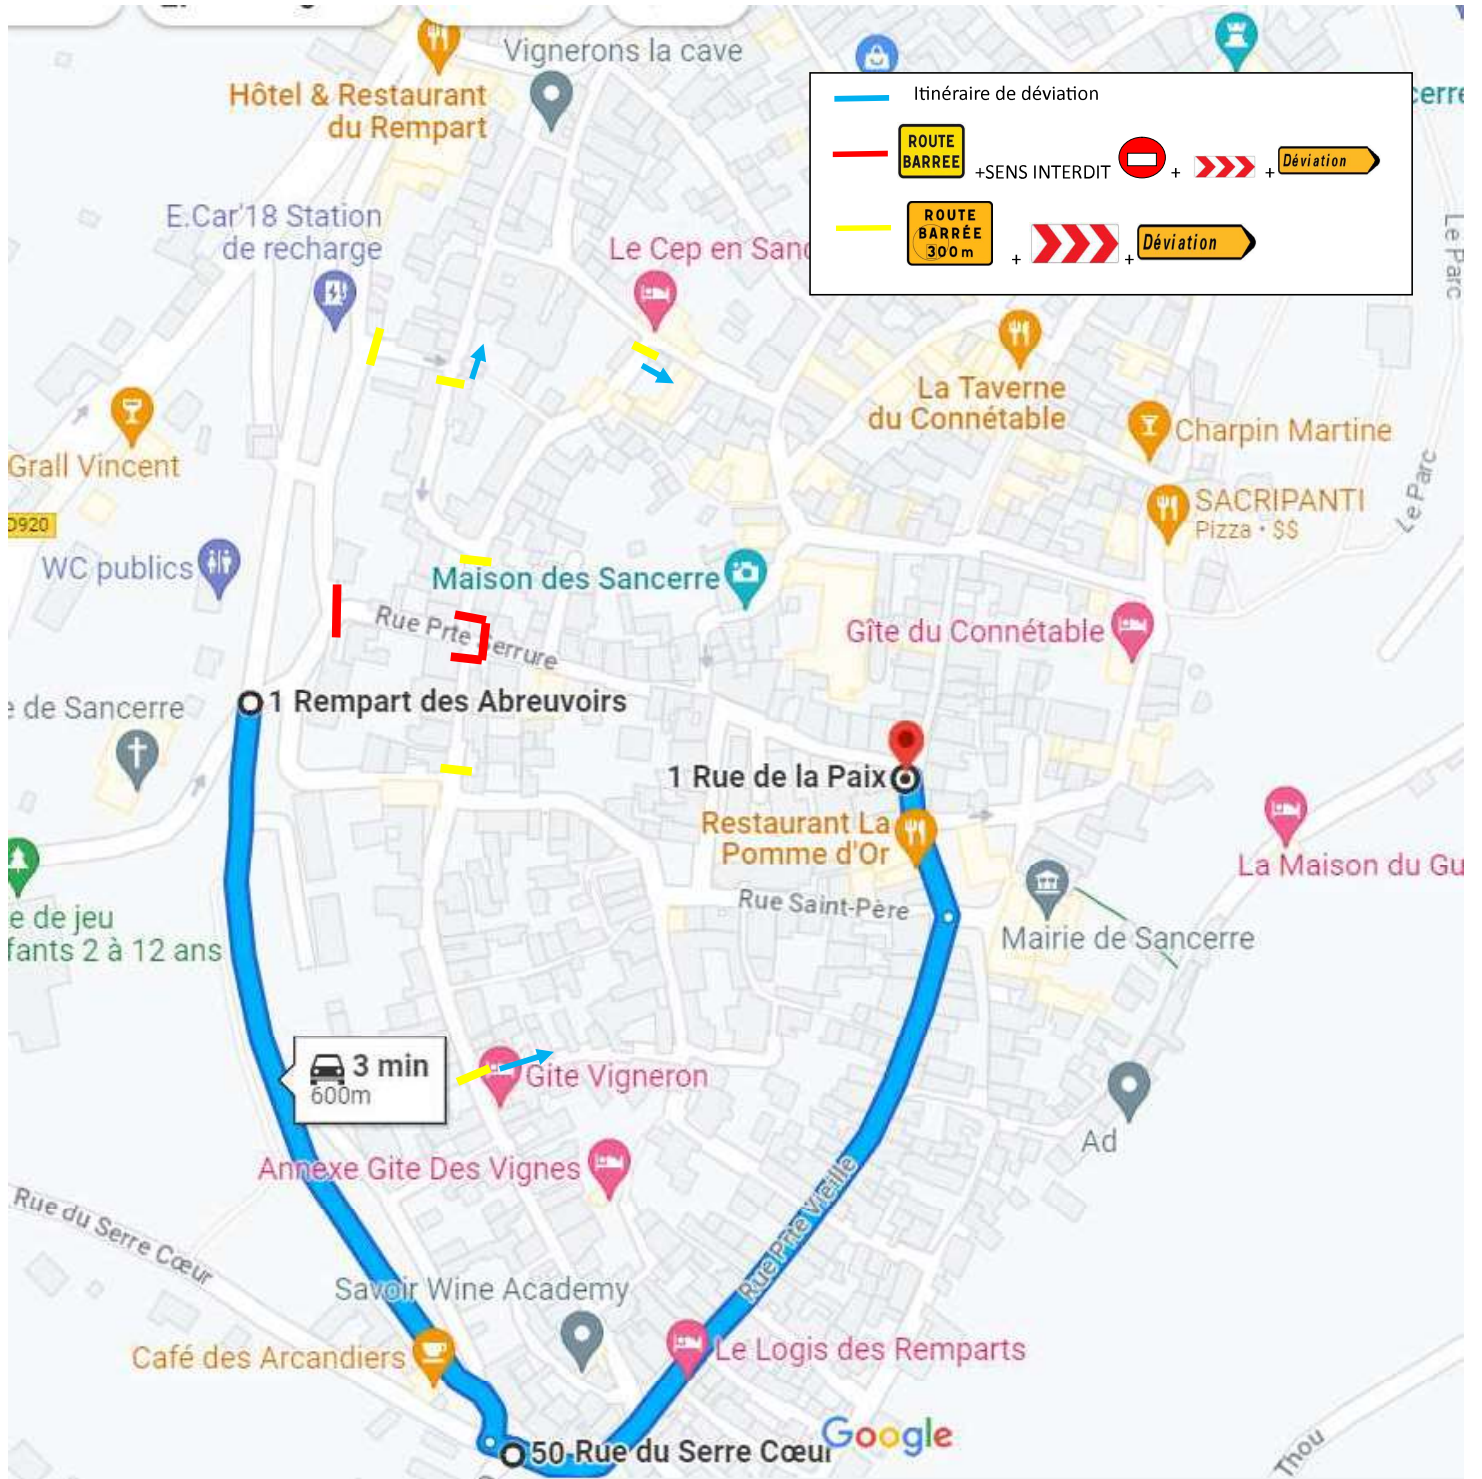 Vignerons la cave
Hôtel & Restaurant
du Rempart
Itinéraire de déviation
ROUTE
BARREE
+SENS INTERDIT
+
+
Déviation
E.Car'18 Station
de recharge
Le Cep en Sanc
ROUTE
BARRÉE
300m
+
+
Déviation
Le Parc
La Taverne
du Connétable
Charpin Martine
Grall Vincent
SACRIPANTI
Pizza • $$
Le Parc
D920
WC publics
Maison des Sancerre
Rue Prte Serrure
Gîte du Connétable
e de Sancerre
1 Rempart des Abreuvoirs
1 Rue de la Paix
Restaurant La
Pomme d'Or
La Maison du Gu
Rue Saint-Père
e de jeu
fants 2 à 12 ans
Mairie de Sancerre
3 min
600m
Gite Vigneron
Ad
Annexe Gite Des Vignes
Rue Prte Vieille
Rue du Serre Cœur
Savoir Wine Academy
Café des Arcandiers
Le Logis des Remparts
Google
50 Rue du Serre Cœur
Thou